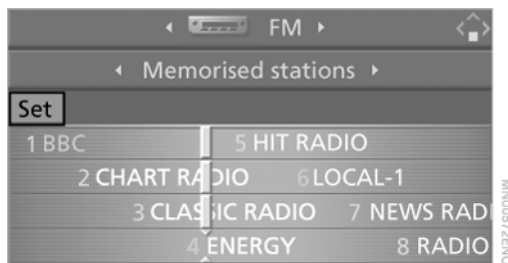 FM
Memorised stations
Set
1 BBC 5 HIT RADIO
2 CHART RADIO 6 LOCAL-1
3 CLASSIC RADIO 7 NEWS RAD
4 ENERGY 8 RADIO